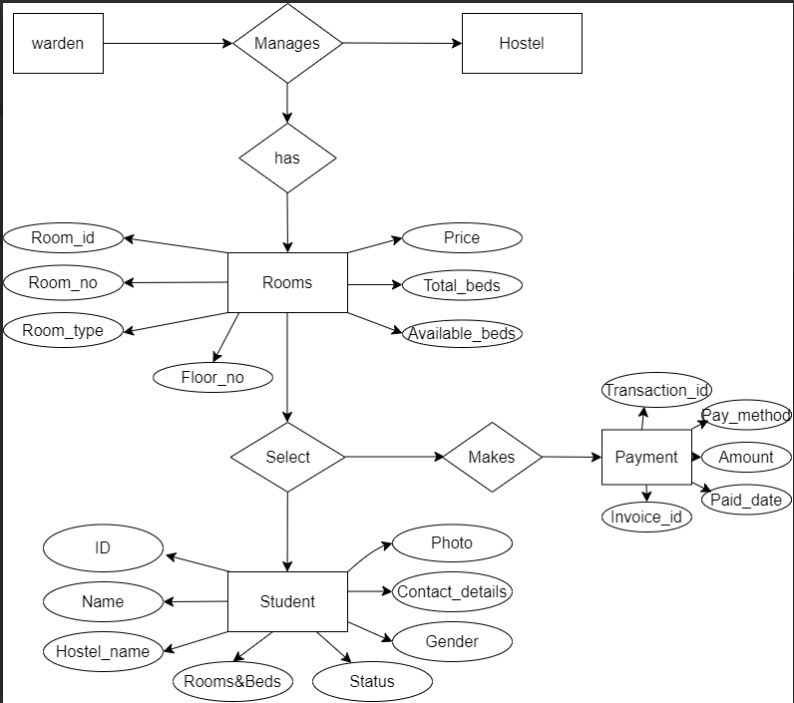 warden
Manages
Hostel
has
Room_id
Price
Room_no
Rooms
Total_beds
Room_type
Available_beds
Floor_no
Transaction_id
Pay_method
Select
Makes
Payment
Amount
Paid_date
Invoice_id
ID
Photo
Name
Student
Contact_details
Hostel_name
Gender
Rooms&Beds
Status